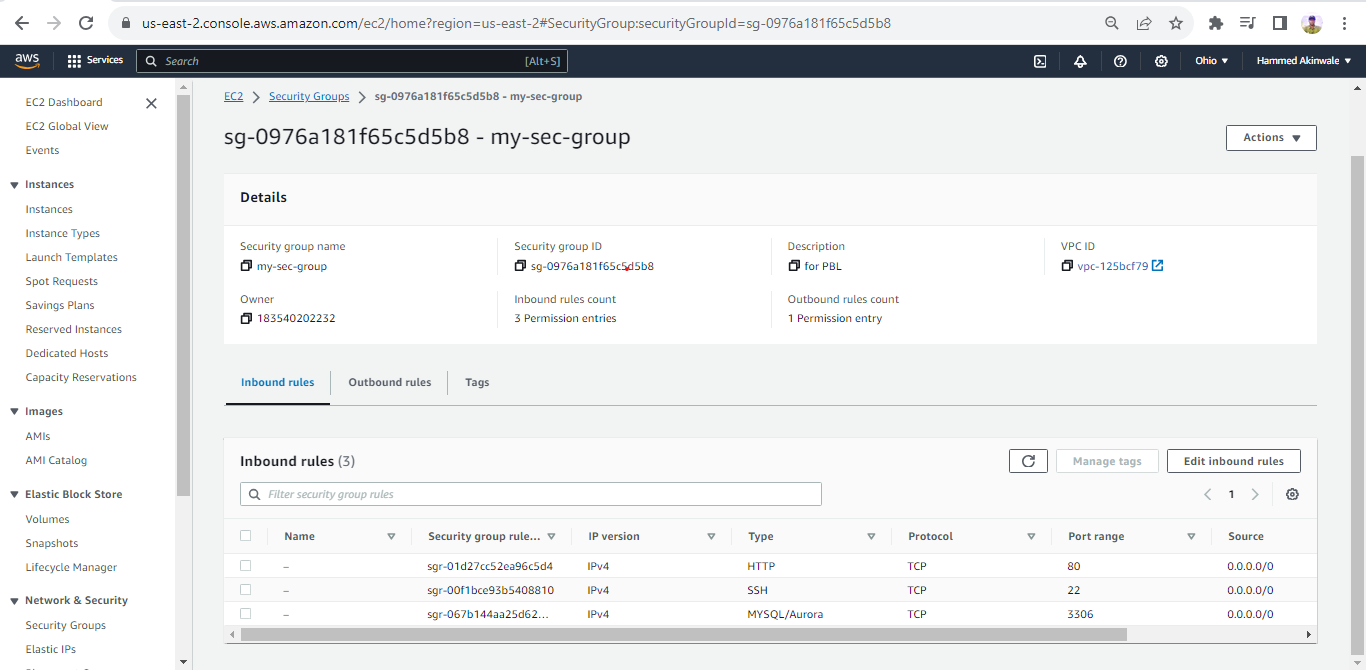 us-east-2.console.aws.amazon.com/ec2/home?region=us-east-2#SecurityGroup:securityGroupId=sg-0976a181f65c5d5b8
aws Services Search [Alt+S] Ohio Hammed Akinwale
EC2 Dashboard
EC2 Global View
Events
Instances
Instances
Instance Types
Launch Templates
Spot Requests
Savings Plans
Reserved Instances
Dedicated Hosts
Capacity Reservations
Images
AMIs
AMI Catalog
Elastic Block Store
Volumes
Snapshots
Lifecycle Manager
Network & Security
Security Groups
Elastic IPs
EC2 Security Groups sg-0976a181f65c5d5b8 - my-sec-group
sg-0976a181f65c5d5b8 - my-sec-group
Actions
Details
Security group name
my-sec-group
Security group ID
sg-0976a181f65c5d5b8
Description
for PBL
VPC ID
vpc-125bcf79
Owner
183540202232
Inbound rules count
3 Permission entries
Outbound rules count
1 Permission entry
Inbound rules Outbound rules Tags
Inbound rules (3)
Manage tags Edit inbound rules
Filter security group rules
1
Name Security group rule... IP version Type Protocol Port range Source
– sgr-01d27cc52ea96c5d4 IPv4 HTTP TCP 80 0.0.0.0/0
– sgr-00f1bce93b5408810 IPv4 SSH TCP 22 0.0.0.0/0
– sgr-067b144aa25d62... IPv4 MYSQL/Aurora TCP 3306 0.0.0.0/0